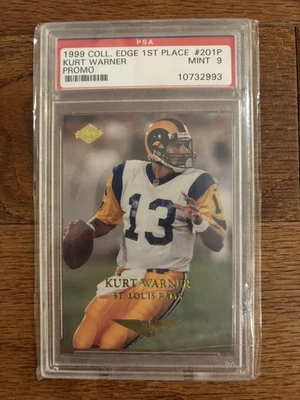 PSA
1999 COLL. EDGE 1ST PLACE #201P
KURT WARNER MINT 9
PROMO
10732993
13
13
KURT WARNER
ST. LOUIS RAMS